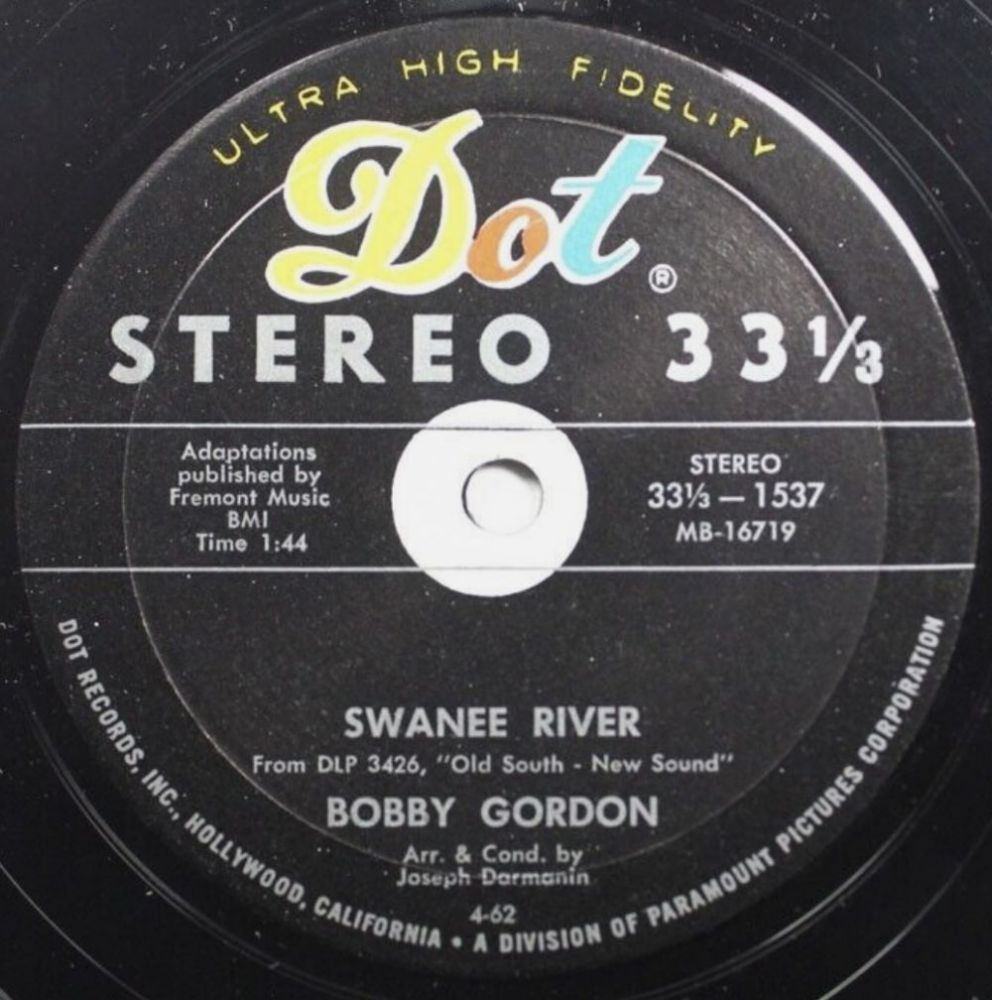 ULTRA HIGH FIDELITY
Dot®
STEREO 33⅓
Adaptations
published by
Fremont Music
BMI
Time 1:44
STEREO
33⅓ — 1537
MB-16719
SWANEE RIVER
From DLP 3426, "Old South - New Sound"
BOBBY GORDON
Arr. & Cond. by
Joseph Darmanin
4-62
DOT RECORDS, INC., HOLLYWOOD, CALIFORNIA • A DIVISION OF PARAMOUNT PICTURES CORPORATION